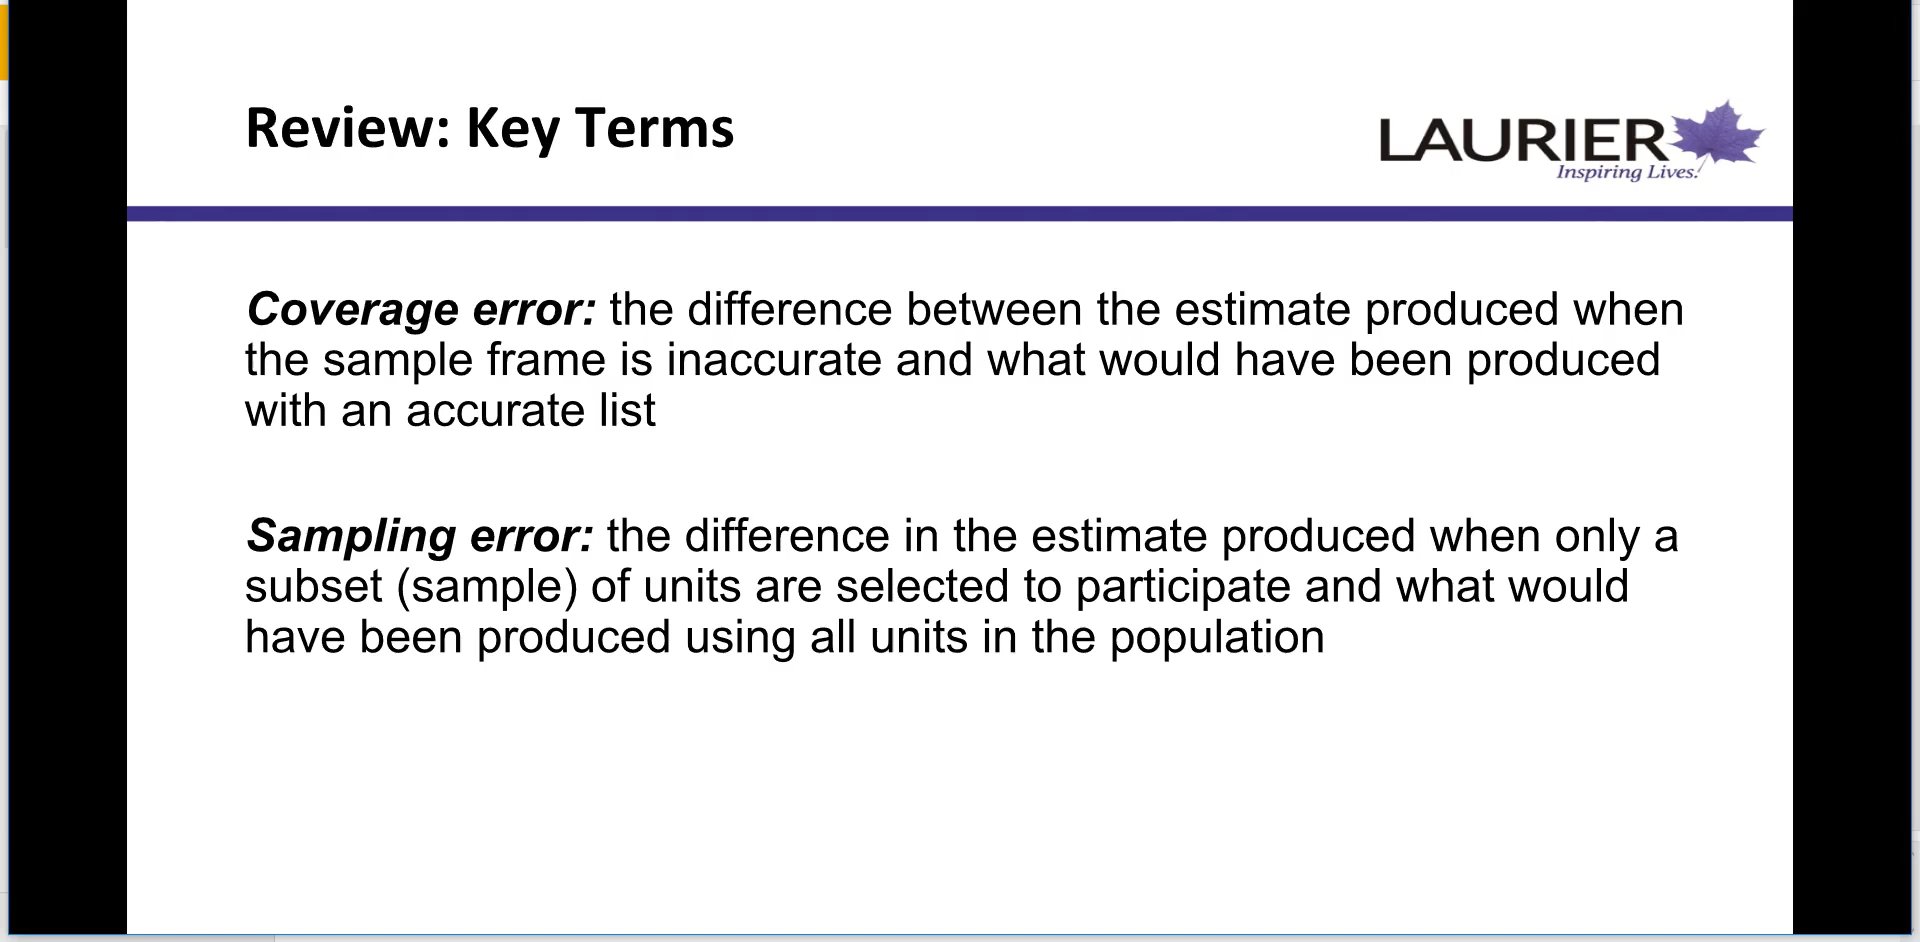 Review: Key Terms
LAURIER
Inspiring Lives.
Coverage error: the difference between the estimate produced when
the sample frame is inaccurate and what would have been produced
with an accurate list
Sampling error: the difference in the estimate produced when only a
subset (sample) of units are selected to participate and what would
have been produced using all units in the population